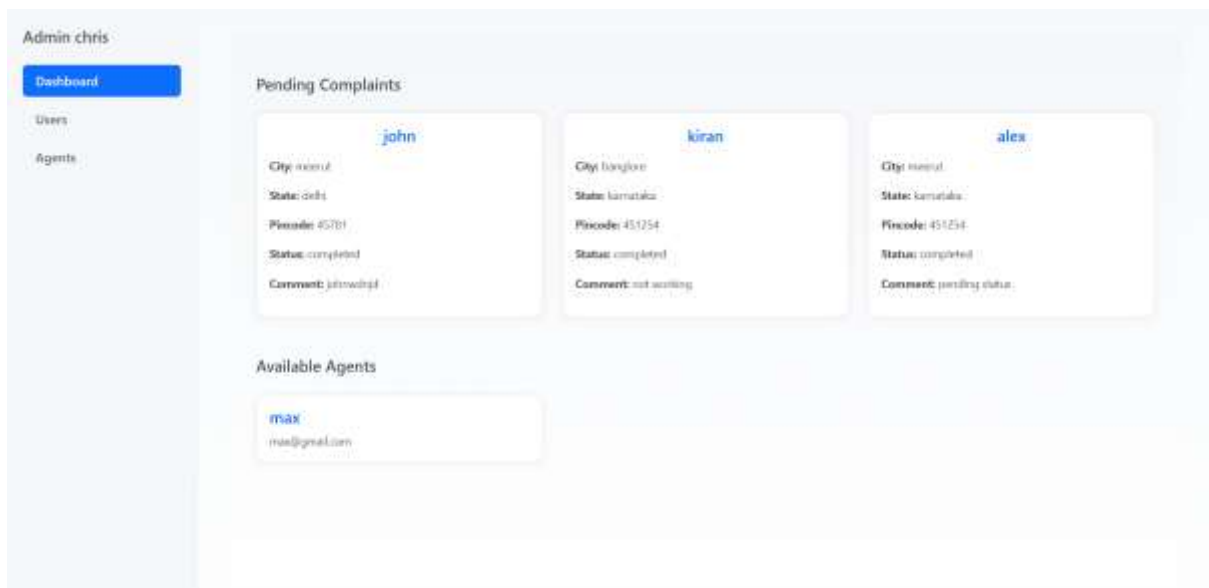 Admin chris
Dashboard
Users
Agents
Pending Complaints
john
City: meerut
State: delhi
Pincode: 45781
Status: completed
Comment:
kiran
City: banglore
State: karnataka
Pincode: 451254
Status: completed
Comment: not working
alex
City: meerut
State: karnataka
Pincode: 451254
Status: completed
Comment: pending status
Available Agents
max
max@gmail.com